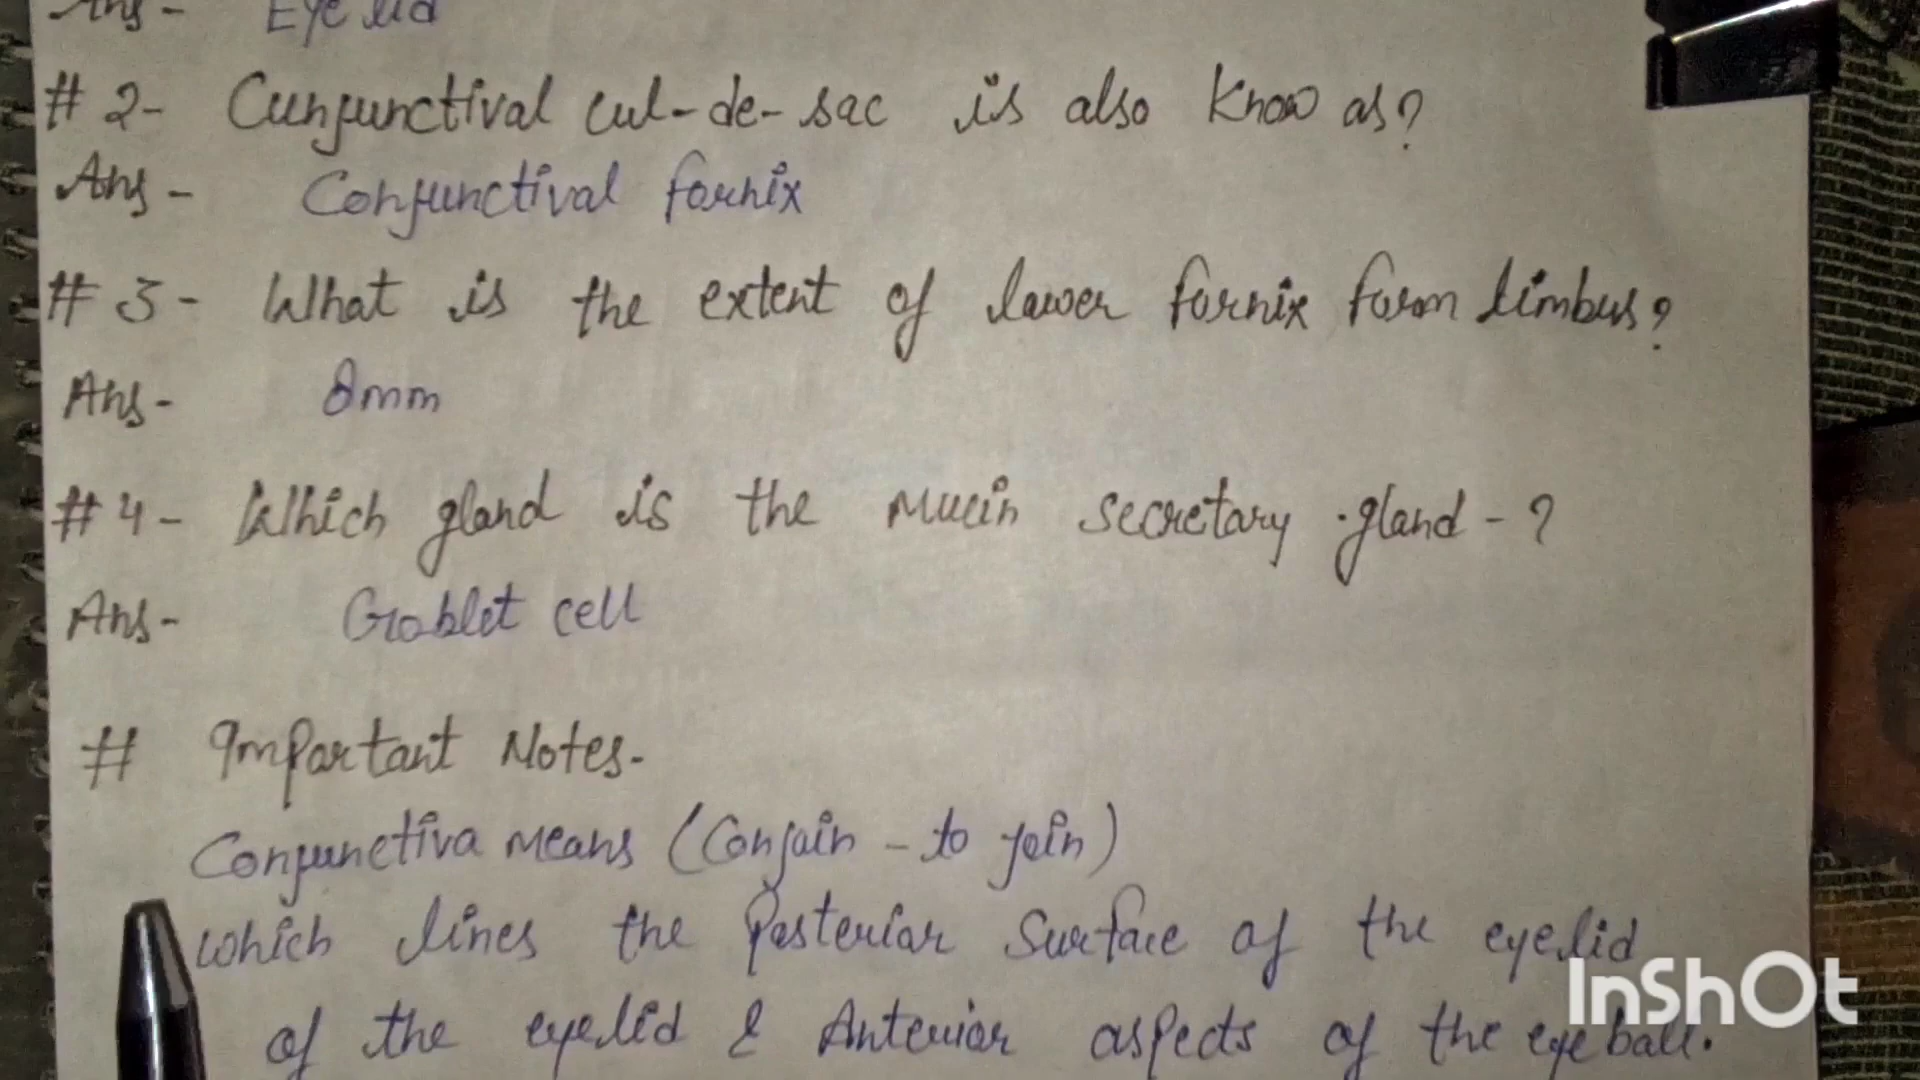 Ans - Eye lid
# 2- Cunjunctival cul-de-sac is also know as?
Ans - Conjunctival fornix
# 3- What is the extent of lower fornix form limbus?
Ans- 8mm
# 4- Which gland is the Mucin secretary gland - ?
Ans- Goblet cell
# Important Notes-
Conjunctiva means (Conjoin - to join)
which lines the Posterior Surface of the eyelid
of the eyelid & Anterior aspects of the eyeball.
InShOt